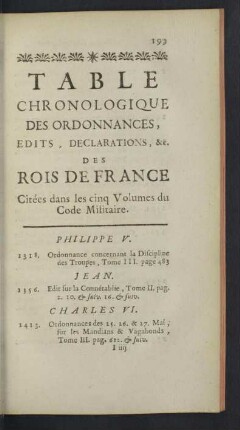 193
TABLE
CHRONOLOGIQUE
DES ORDONNANCES,
EDITS, DECLARATIONS, &c.
DES
ROIS DE FRANCE
Citées dans les cinq Volumes du
Code Militaire.
PHILIPPE V.
1318. Ordonnance concernant la Discipline
des Troupes, Tome III. page 483
JEAN.
1356. Edit sur la Connétablie, Tome II. pag.
2. 10. & suiv. 16. & suiv.
CHARLES VI.
1413. Ordonnances des 25. 26. & 27. Mai,
sur les Mandians & Vagabonds,
Tome III. pag. 612. & suiv.
I iiij